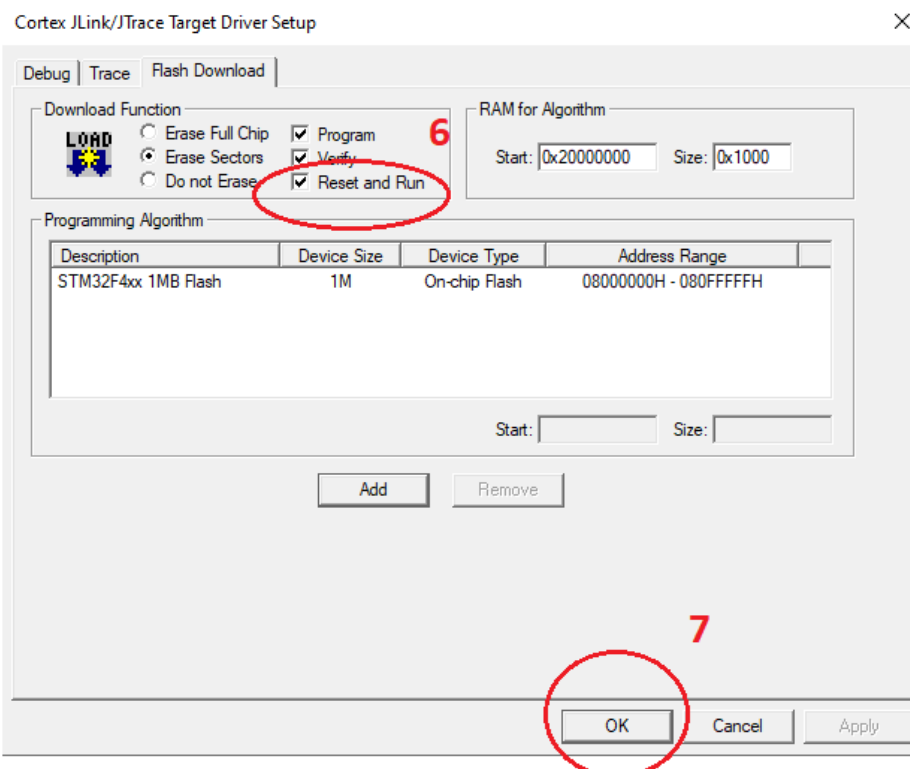 Cortex JLink/JTrace Target Driver Setup
Debug Trace Flash Download
Download Function
LOAD
Erase Full Chip
Erase Sectors
Do not Erase
Program
Verify
Reset and Run
6
RAM for Algorithm
Start: 0x20000000 Size: 0x1000
Programming Algorithm
Description Device Size Device Type Address Range
STM32F4xx 1MB Flash 1M On-chip Flash 08000000H - 080FFFFFH
Start: Size:
Add Remove
7
OK Cancel Apply